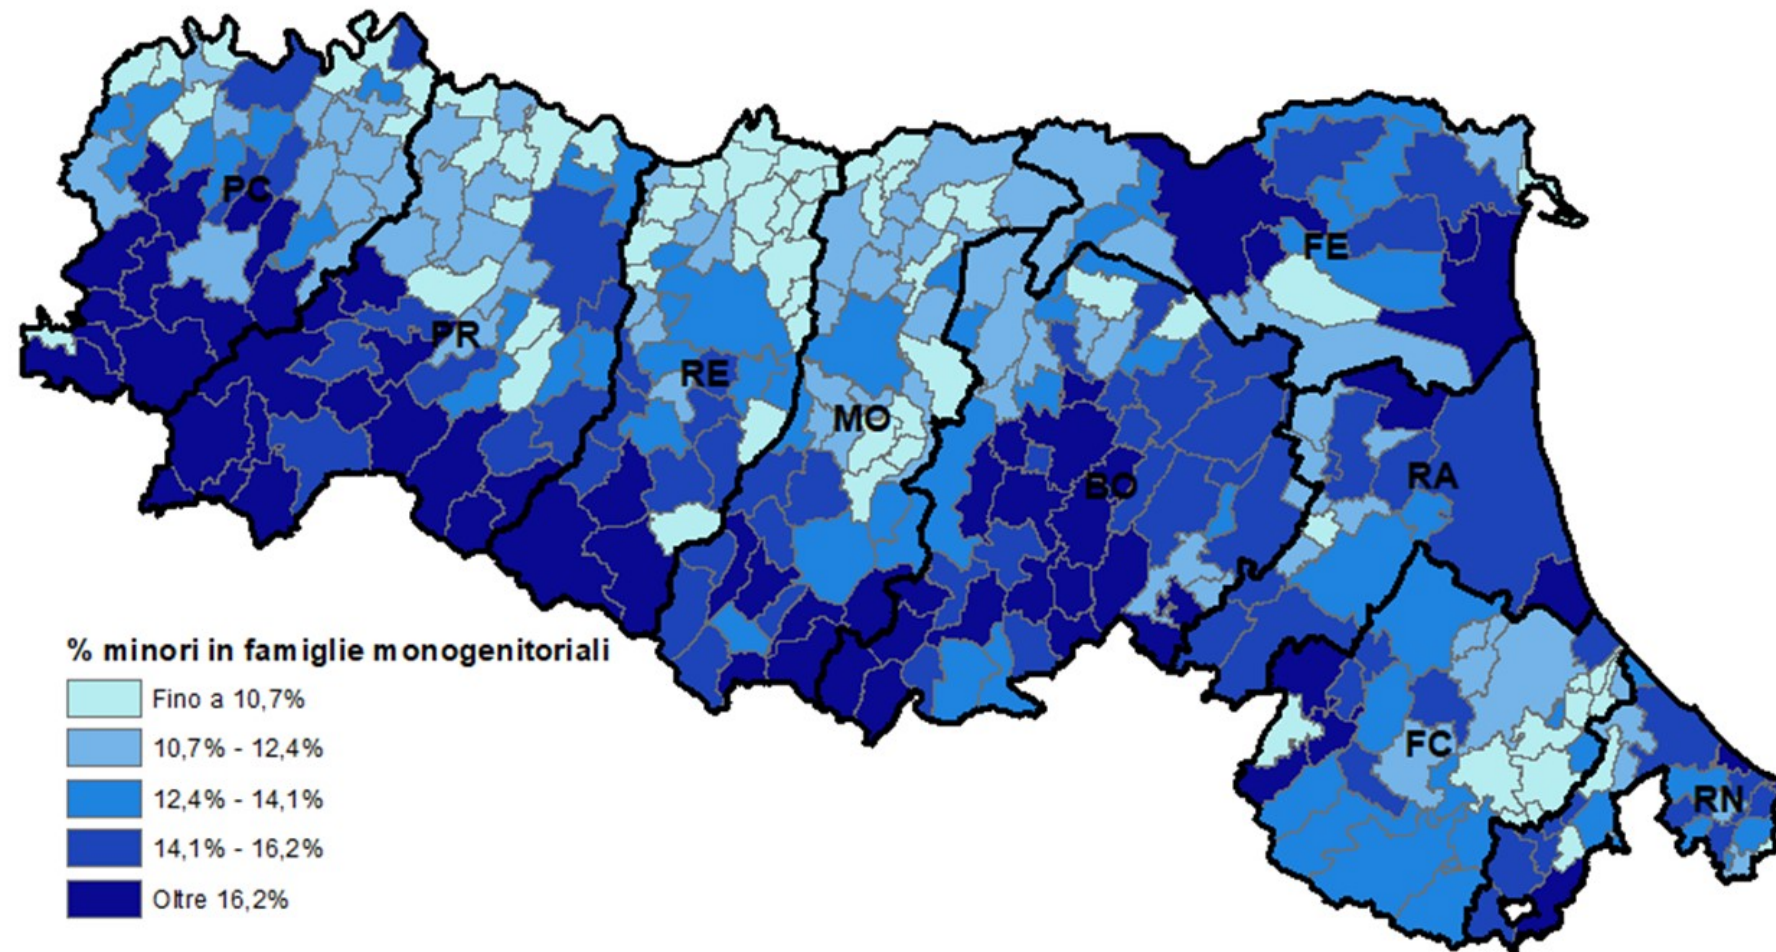 PC
FE
PR
RE
MO
RA
BO
% minori in famiglie monogenitoriali
Fino a 10,7%
10,7% - 12,4%
FC
12,4% - 14,1%
RN
14,1% - 16,2%
Oltre 16,2%